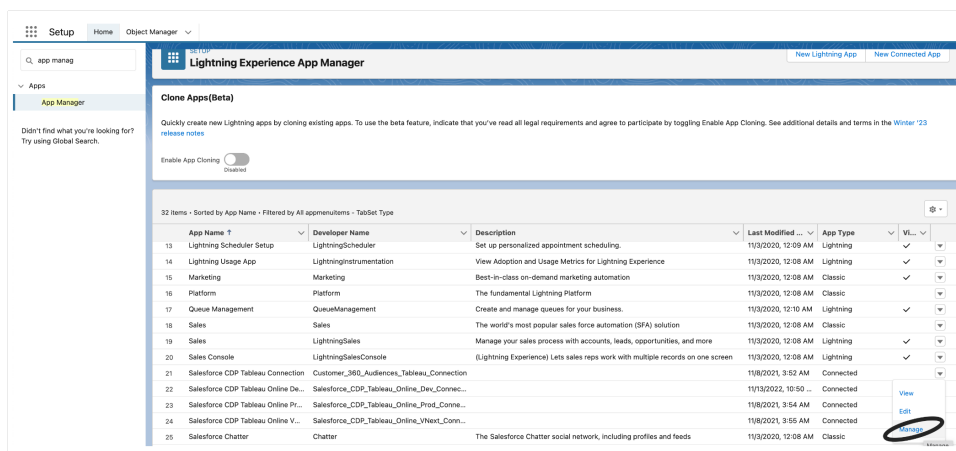 Setup Home Object Manager
app manag
Apps
App Manager
Didn't find what you're looking for?
Try using Global Search.
SETUP
Lightning Experience App Manager
New Lightning App New Connected App
Clone Apps(Beta)
Quickly create new Lightning apps by cloning existing apps. To use the beta feature, indicate that you've read all legal requirements and agree to participate by toggling Enable App Cloning. See additional details and terms in the Winter '23
release notes
Enable App Cloning
Disabled
32 items • Sorted by App Name • Filtered by All appmenuitems - TabSet Type
App Name ↑ Developer Name Description Last Modified ... App Type Vi...
13 Lightning Scheduler Setup LightningScheduler Set up personalized appointment scheduling. 11/3/2020, 12:09 AM Lightning
14 Lightning Usage App LightningInstrumentation View Adoption and Usage Metrics for Lightning Experience 11/3/2020, 12:08 AM Lightning
15 Marketing Marketing Best-in-class on-demand marketing automation 11/3/2020, 12:08 AM Classic
16 Platform Platform The fundamental Lightning Platform 11/3/2020, 12:08 AM Classic
17 Queue Management QueueManagement Create and manage queues for your business. 11/3/2020, 12:10 AM Lightning
18 Sales Sales The world's most popular sales force automation (SFA) solution 11/3/2020, 12:08 AM Classic
19 Sales LightningSales Manage your sales process with accounts, leads, opportunities, and more 11/3/2020, 12:08 AM Lightning
20 Sales Console LightningSalesConsole (Lightning Experience) Lets sales reps work with multiple records on one screen 11/3/2020, 12:08 AM Lightning
21 Salesforce CDP Tableau Connection Customer_360_Audiences_Tableau_Connection 11/8/2021, 3:52 AM Connected
22 Salesforce CDP Tableau Online De... Salesforce_CDP_Tableau_Online_Dev_Connec... 11/13/2022, 10:50 ... Connected
View
23 Salesforce CDP Tableau Online Pr... Salesforce_CDP_Tableau_Online_Prod_Conne... 11/8/2021, 3:54 AM Connected
Edit
24 Salesforce CDP Tableau Online V... Salesforce_CDP_Tableau_Online_VNext_Conn... 11/8/2021, 3:55 AM Connected
Manage
25 Salesforce Chatter Chatter The Salesforce Chatter social network, including profiles and feeds 11/3/2020, 12:08 AM Classic
Manage